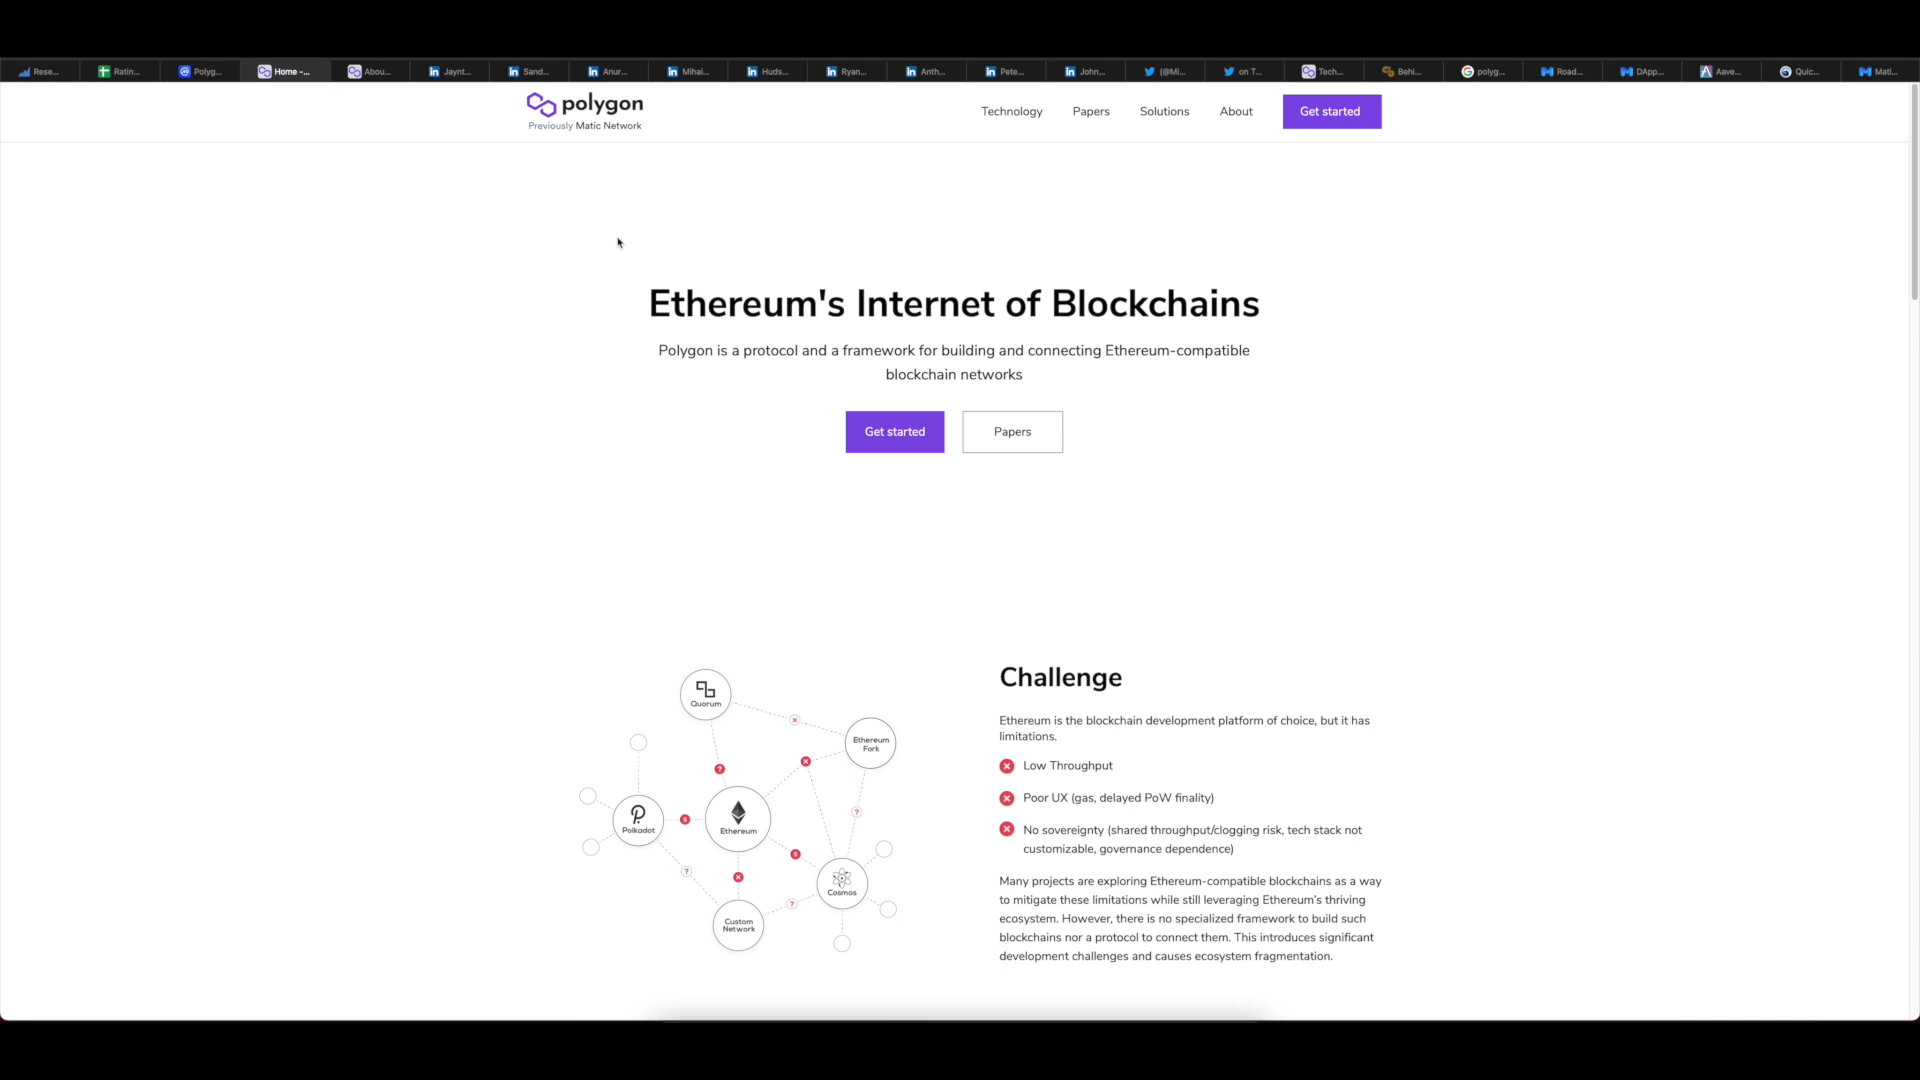 Rese...
Ratin...
Polyg...
Home -...
Abou...
Jaynt...
Sand...
Anur...
Mihai...
Huds...
Ryan...
Anth...
Pete...
John...
(@Mi...
on T...
Tech...
Behi...
polyg...
Road...
DApp...
Aave...
Quic...
Mati...
polygon
Previously Matic Network
Technology
Papers
Solutions
About
Get started
Ethereum's Internet of Blockchains
Polygon is a protocol and a framework for building and connecting Ethereum-compatible
blockchain networks
Get started
Papers
Quorum
Ethereum
Fork
Polkadot
Ethereum
Cosmos
Custom
Network
Challenge
Ethereum is the blockchain development platform of choice, but it has
limitations.
Low Throughput
Poor UX (gas, delayed PoW finality)
No sovereignty (shared throughput/clogging risk, tech stack not
customizable, governance dependence)
Many projects are exploring Ethereum-compatible blockchains as a way
to mitigate these limitations while still leveraging Ethereum's thriving
ecosystem. However, there is no specialized framework to build such
blockchains nor a protocol to connect them. This introduces significant
development challenges and causes ecosystem fragmentation.